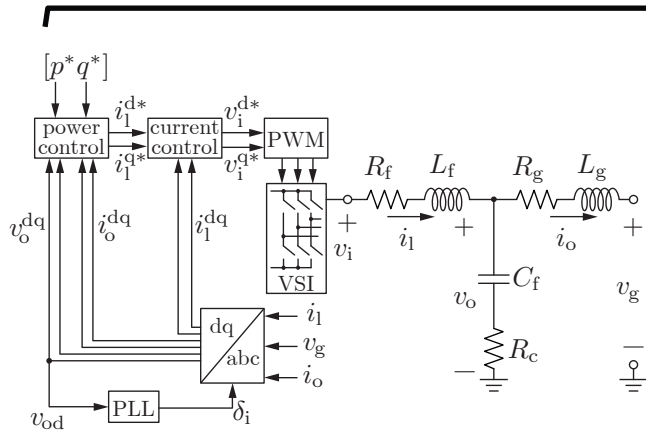 [p* q*]
power control
i_l^{d*}
i_l^{q*}
current control
v_i^{d*}
v_i^{q*}
PWM
R_f
L_f
R_g
L_g
v_o^{dq}
i_o^{dq}
i_l^{dq}
VSI
+
v_i
i_l
+
i_o
+
v_o
C_f
v_g
R_c
−
−
dq
abc
i_l
v_g
i_o
v_od
PLL
δ_i